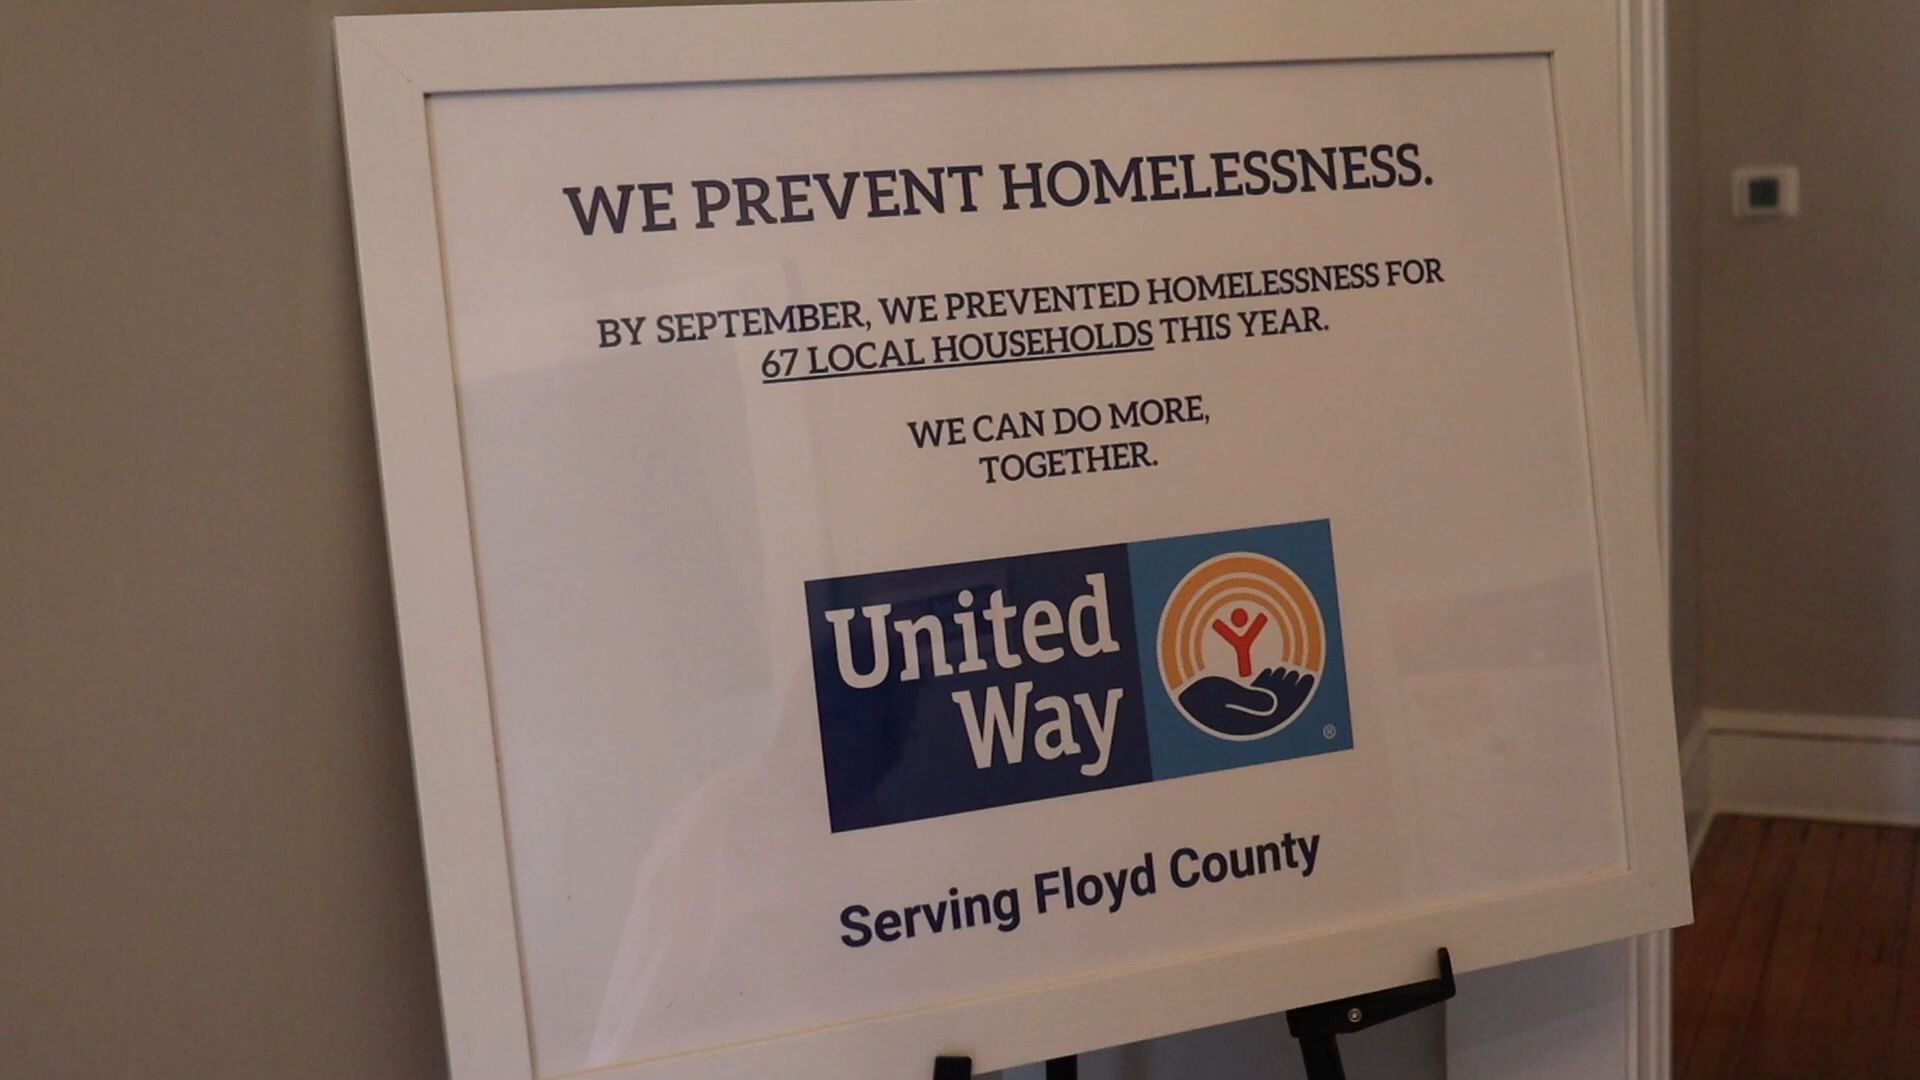 WE PREVENT HOMELESSNESS.
BY SEPTEMBER, WE PREVENTED HOMELESSNESS FOR
67 LOCAL HOUSEHOLDS THIS YEAR.
WE CAN DO MORE,
TOGETHER.
United
Way
®
Serving Floyd County